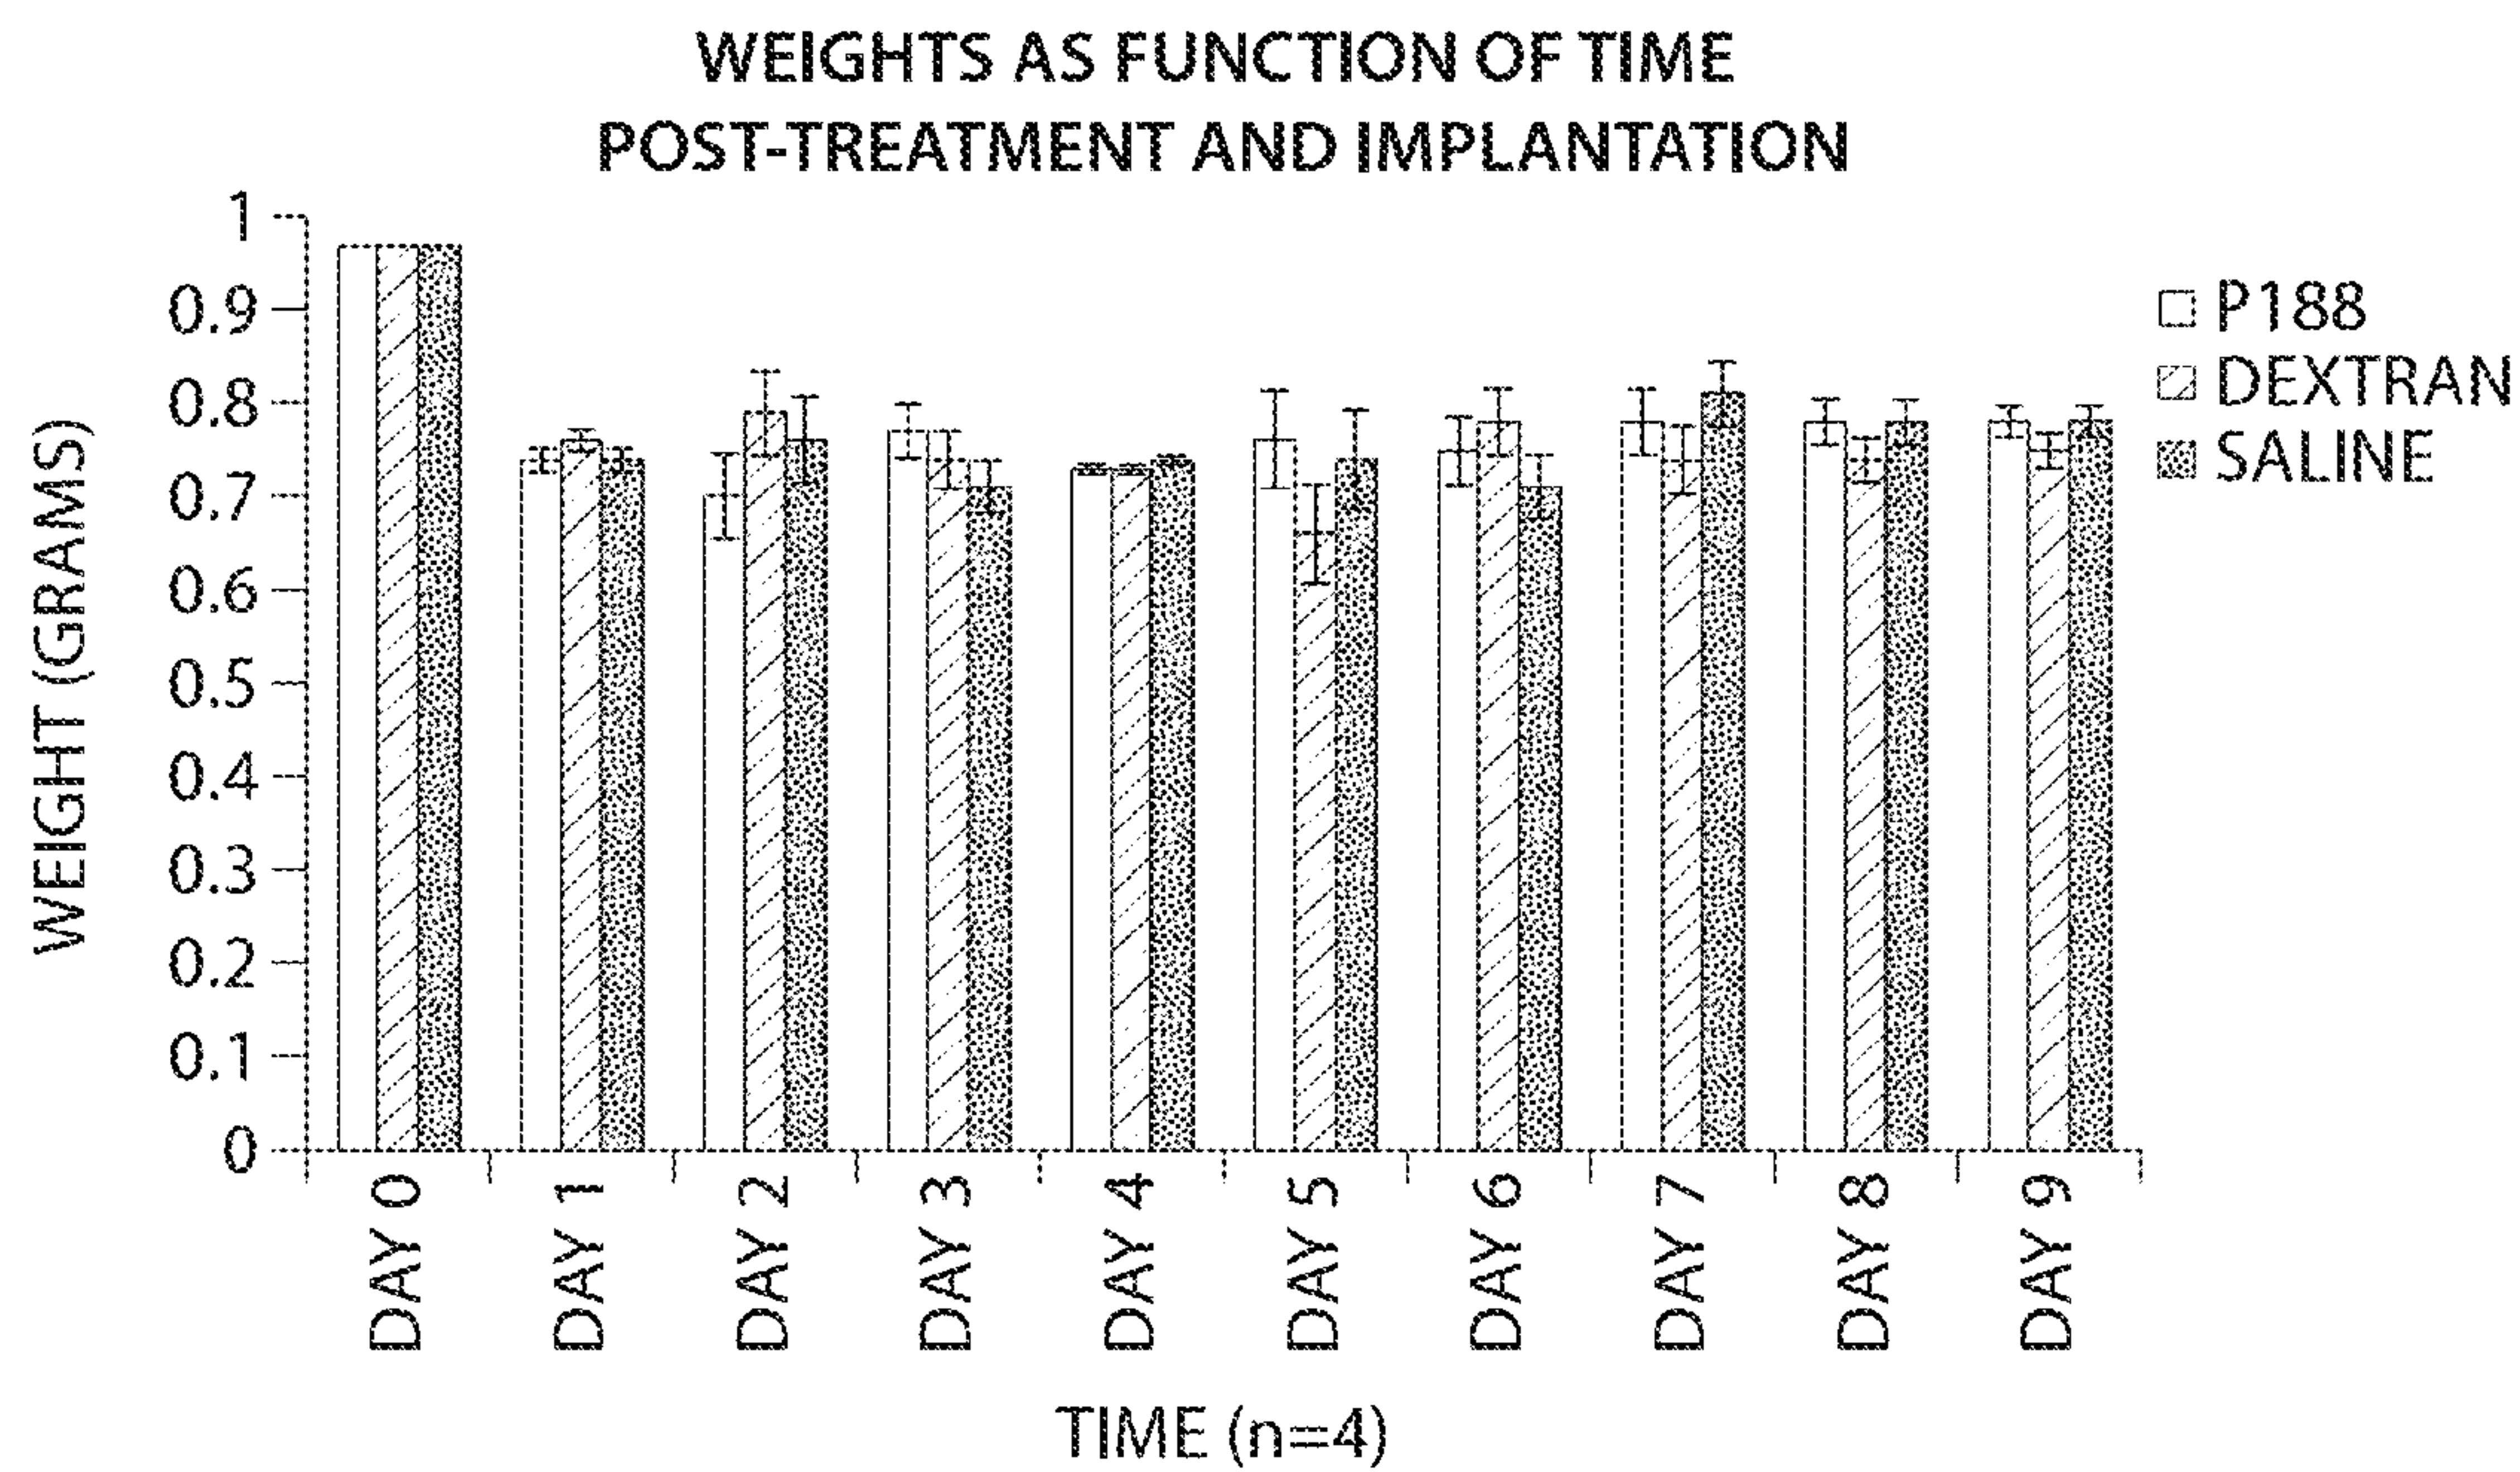 WEIGHTS AS FUNCTION OF TIME
POST-TREATMENT AND IMPLANTATION
WEIGHT (GRAMS)
1
0.9
0.8
0.7
0.6
0.5
0.4
0.3
0.2
0.1
0
P188
DEXTRAN
SALINE
DAY 0
DAY 1
DAY 2
DAY 3
DAY 4
DAY 5
DAY 6
DAY 7
DAY 8
DAY 9
TIME (n=4)